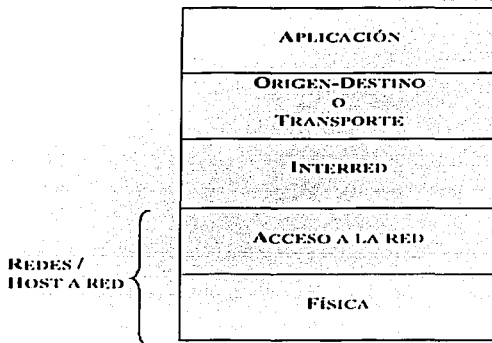 APLICACIÓN
ORIGEN-DESTINO
O
TRANSPORTE
INTERRED
ACCESO A LA RED
REDES /
HOST A RED
FÍSICA